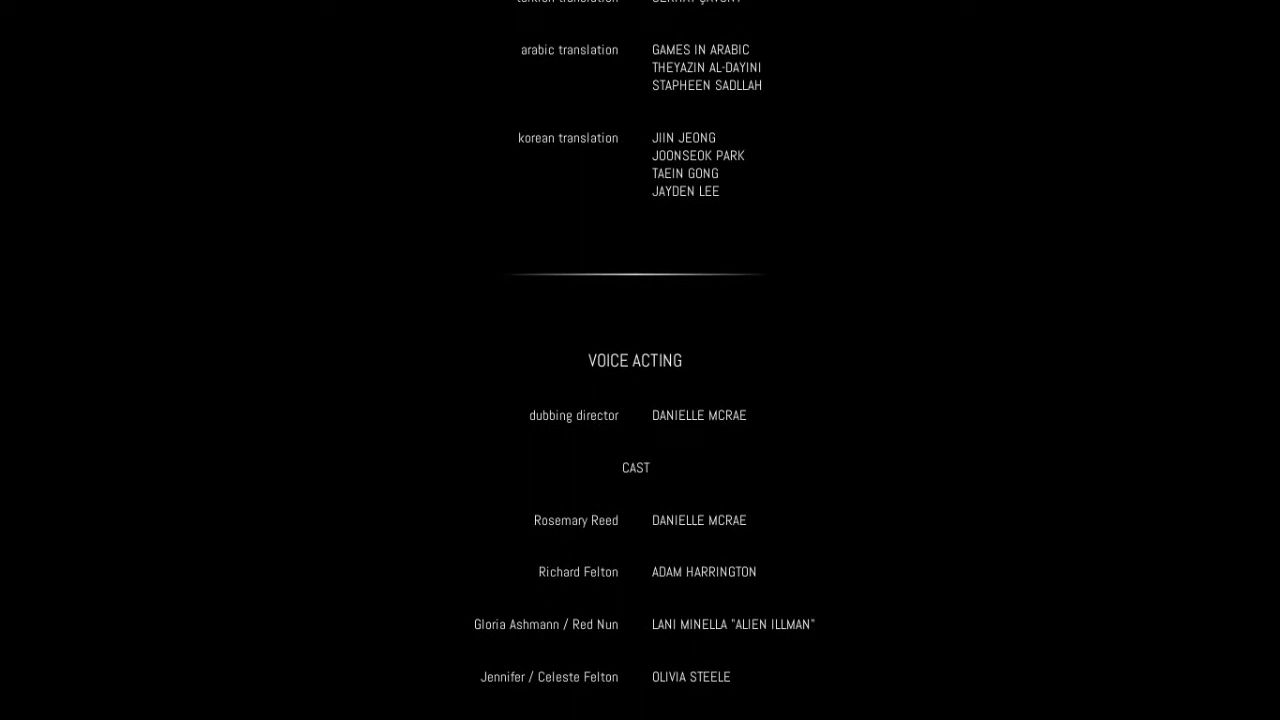 arabic translation GAMES IN ARABIC
THEYAZIN AL-DAYINI
STAPHEEN SADLLAH
korean translation JIIN JEONG
JOONSEOK PARK
TAEIN GONG
JAYDEN LEE
VOICE ACTING
dubbing director DANIELLE MCRAE
CAST
Rosemary Reed DANIELLE MCRAE
Richard Felton ADAM HARRINGTON
Gloria Ashmann / Red Nun LANI MINELLA "ALIEN ILLMAN"
Jennifer / Celeste Felton OLIVIA STEELE